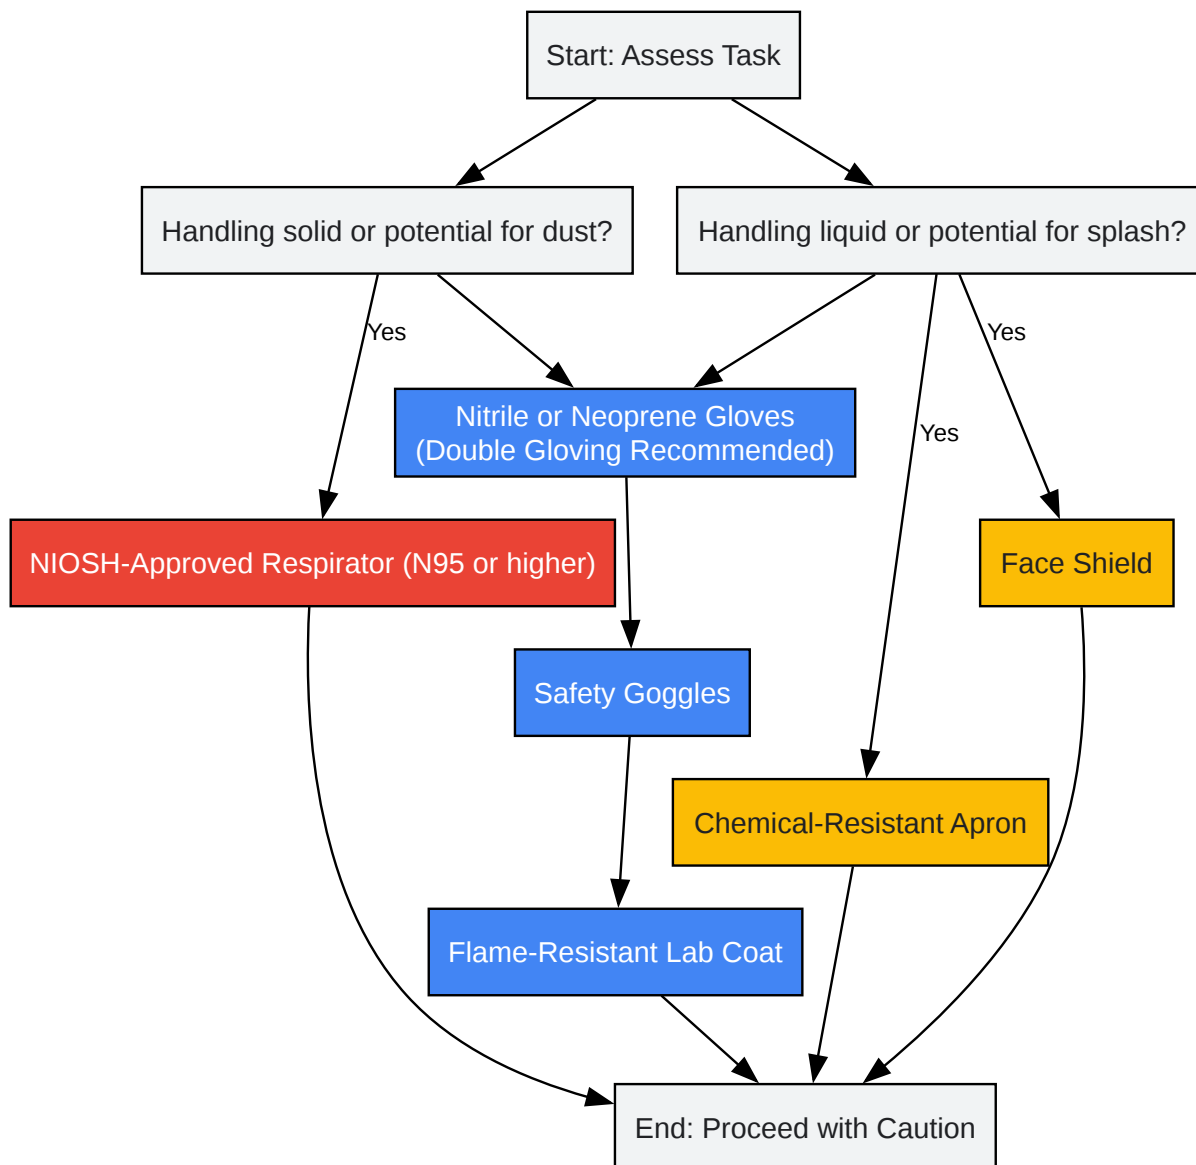 Start: Assess Task
Handling solid or potential for dust?
Handling liquid or potential for splash?
Yes
Yes
Nitrile or Neoprene Gloves
(Double Gloving Recommended)
Yes
NIOSH-Approved Respirator (N95 or higher)
Face Shield
Safety Goggles
Chemical-Resistant Apron
Flame-Resistant Lab Coat
End: Proceed with Caution